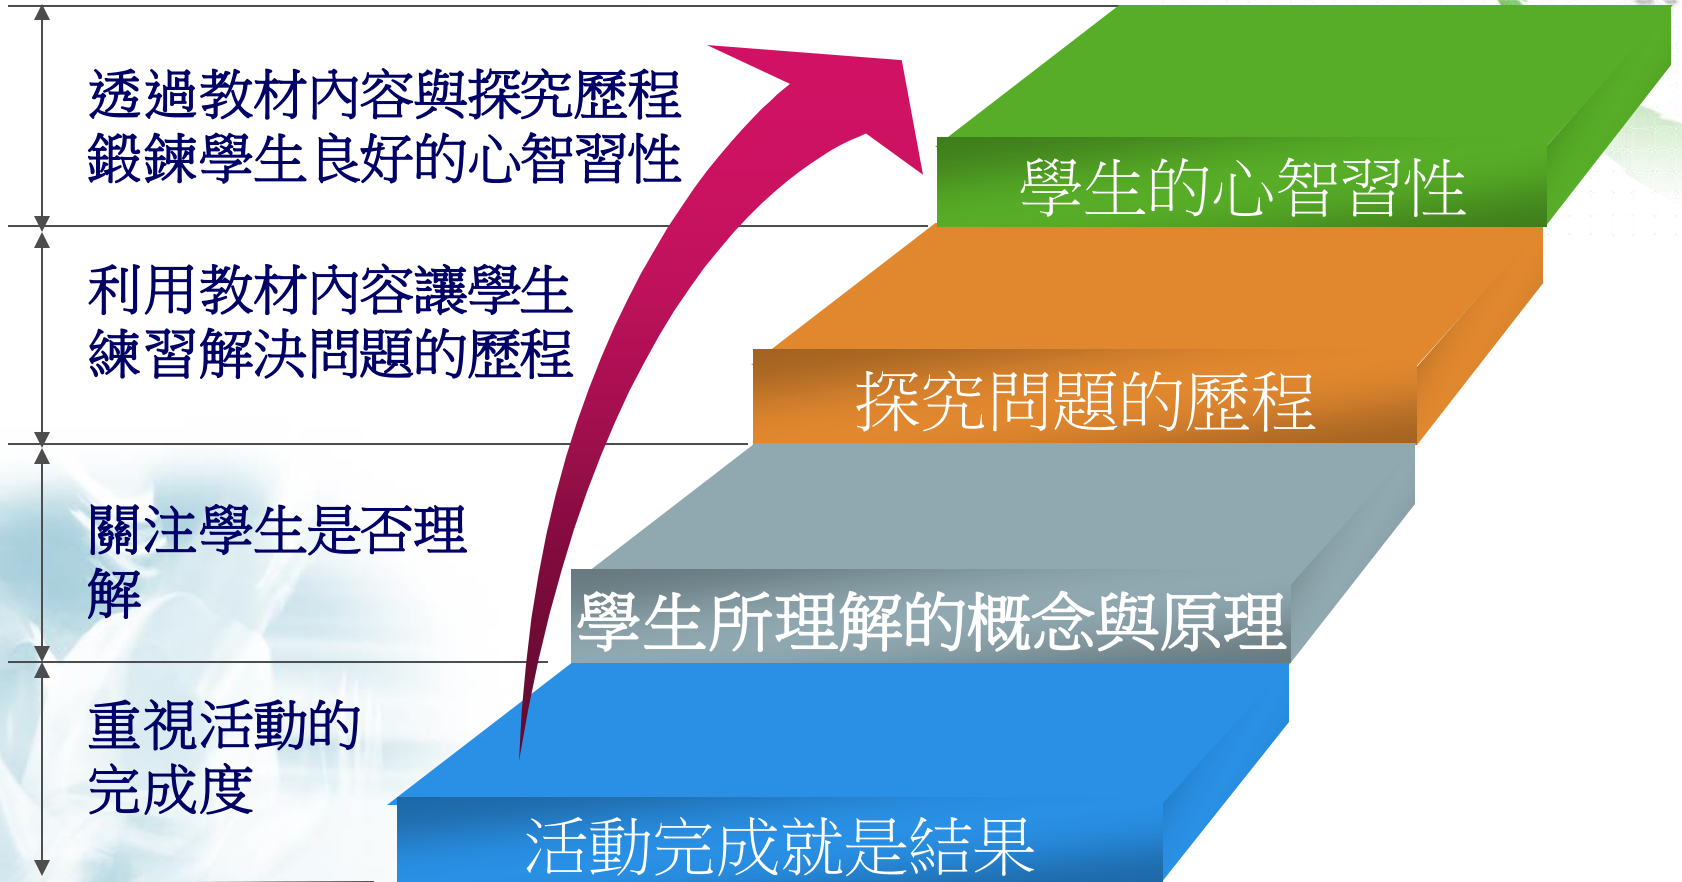 透過教材內容與探究歷程
鍛鍊學生良好的心智習性
學生的心智習性
利用教材內容讓學生
練習解決問題的歷程
探究問題的歷程
關注學生是否理
解
學生所理解的概念與原理
重視活動的
完成度
活動完成就是結果